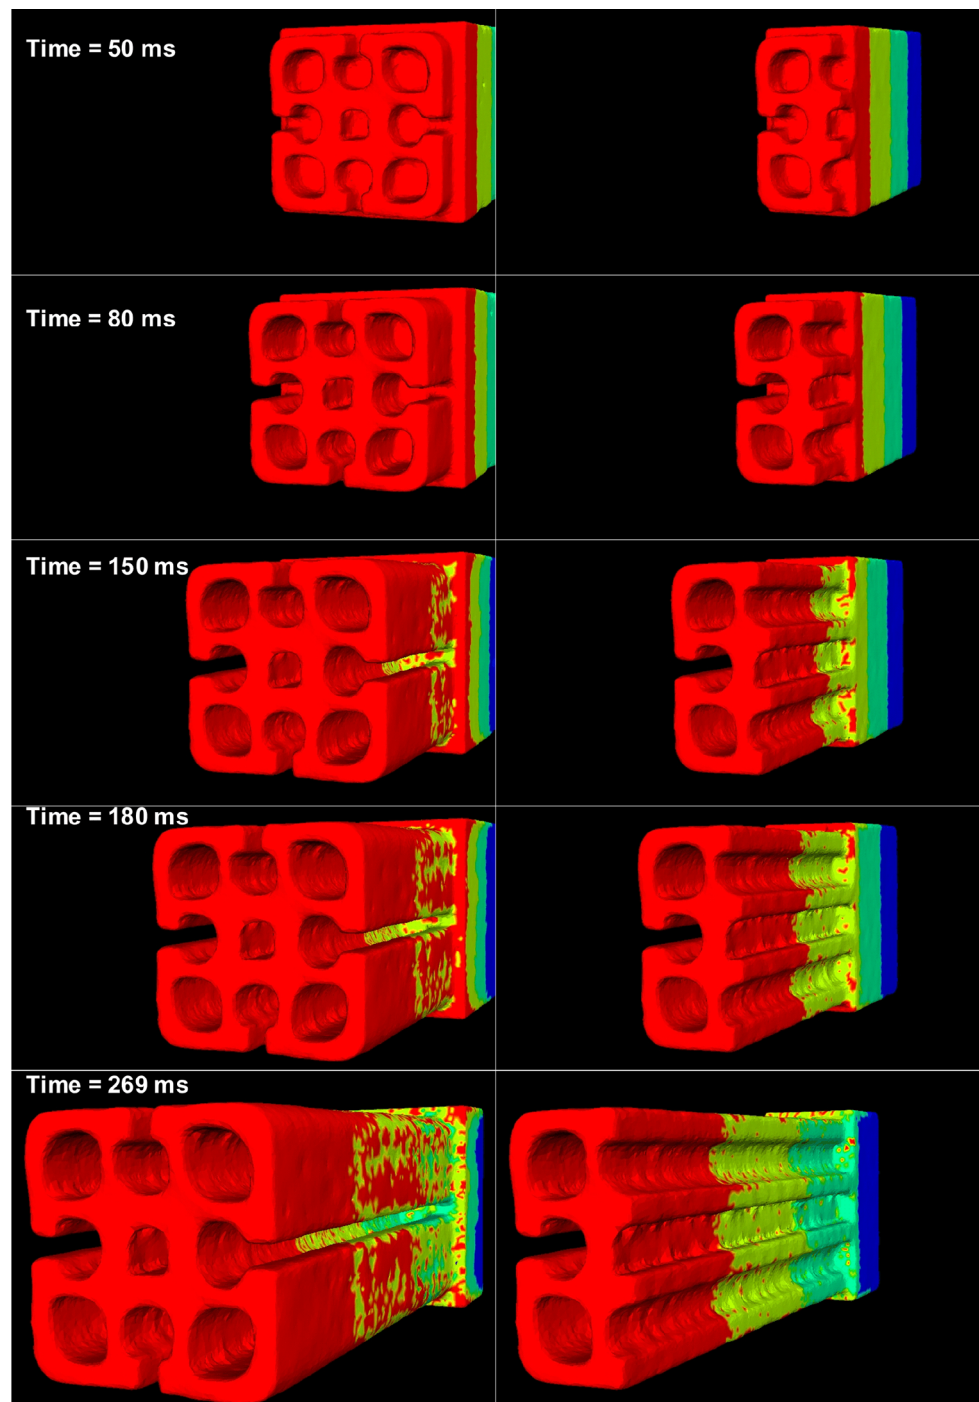 Time = 50 ms
Time = 80 ms
Time = 150 ms
Time = 180 ms
Time = 269 ms